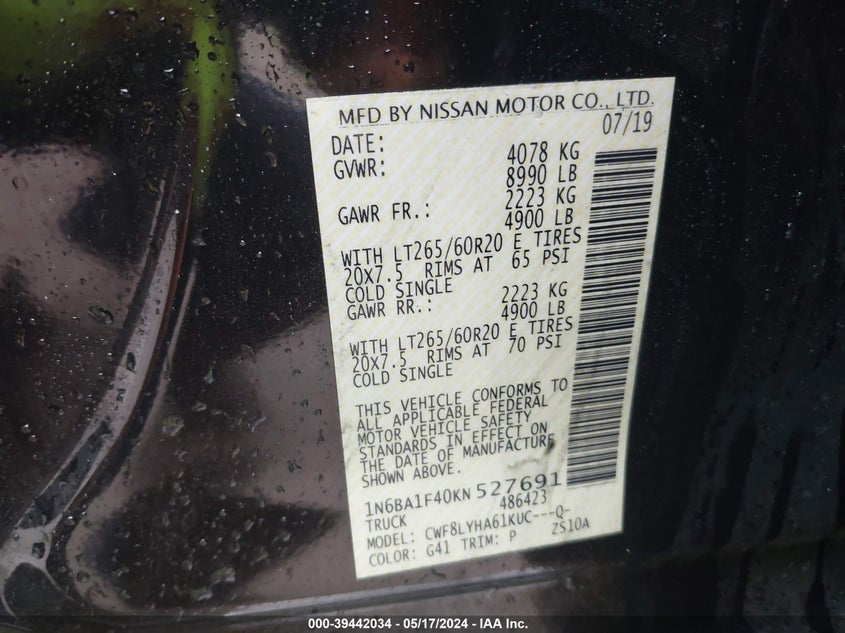 MFD BY NISSAN MOTOR CO., LTD.
DATE: 07/19
GVWR: 4078 KG
8990 LB
GAWR FR.: 2223 KG
4900 LB
WITH LT265/60R20 E TIRES
20X7.5 RIMS AT 65 PSI
COLD SINGLE
GAWR RR.: 2223 KG
4900 LB
WITH LT265/60R20 E TIRES
20X7.5 RIMS AT 70 PSI
COLD SINGLE
THIS VEHICLE CONFORMS TO
ALL APPLICABLE FEDERAL
MOTOR VEHICLE SAFETY
STANDARDS IN EFFECT ON
THE DATE OF MANUFACTURE
SHOWN ABOVE.
1N6BA1F40KN 527691
TRUCK 486423
MODEL: CWF8LYHA61KUC---Q-
COLOR: G41 TRIM: P ZS10A
000-39442034 - 05/17/2024 - IAA Inc.